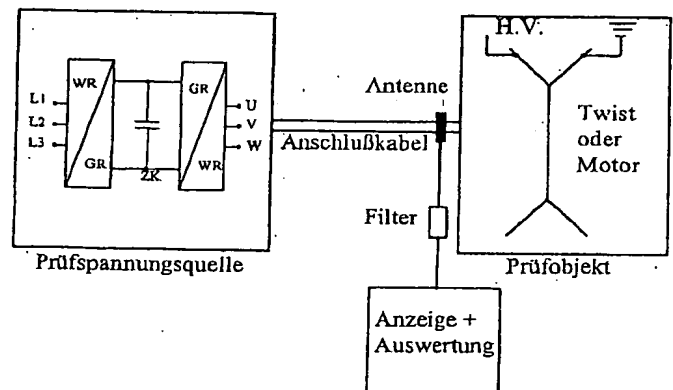 WR
GR
L1
L2
L3
ZK
GR
WR
U
V
W
Prüfspannungsquelle
Anschlußkabel
Antenne
Filter
Anzeige +
Auswertung
H.V.
Twist
oder
Motor
Prüfobjekt